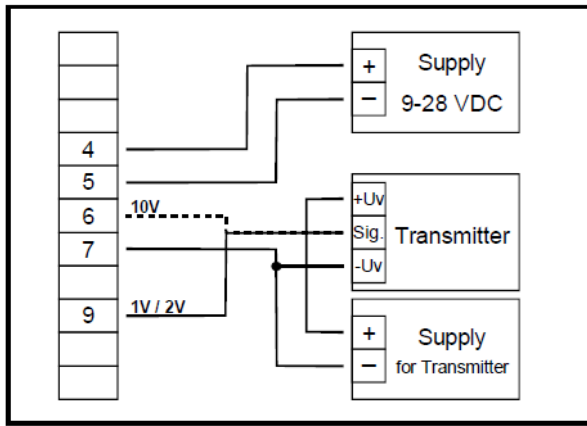 4
5
6
7
9
10V
1V / 2V
+
−
Supply
9-28 VDC
+Uv
Sig.
-Uv
Transmitter
+
−
Supply
for Transmitter